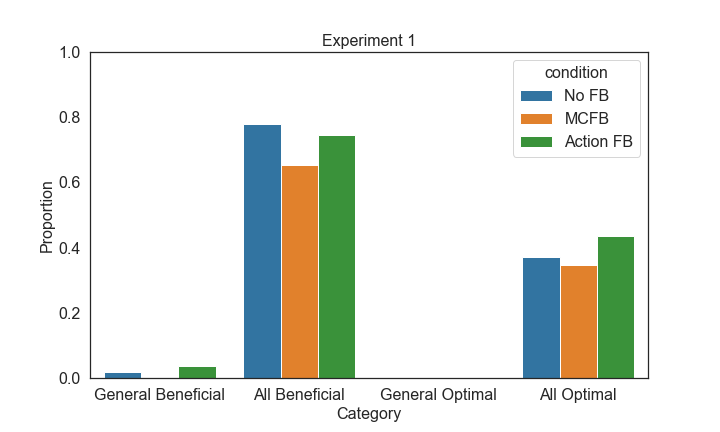 Experiment 1
Proportion
1.0
0.8
0.6
0.4
0.2
0.0
condition
No FB
MCFB
Action FB
General Beneficial
All Beneficial
General Optimal
All Optimal
Category